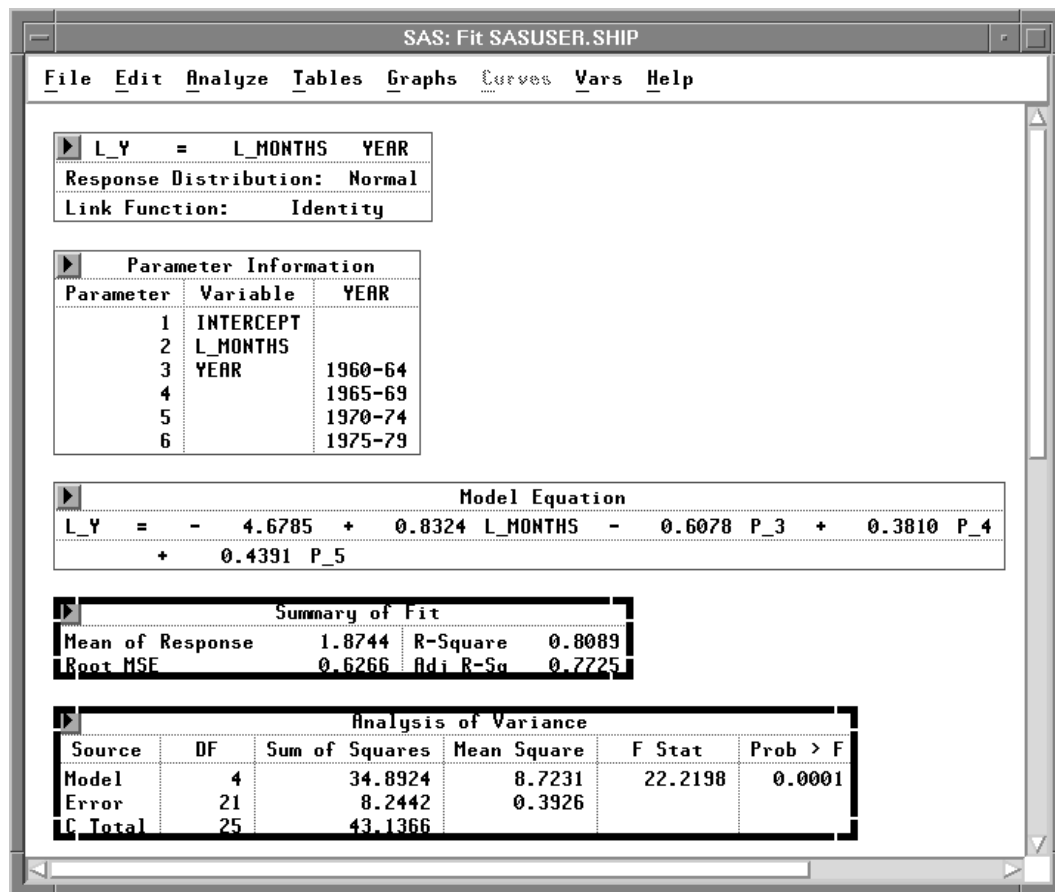 SAS: Fit SASUSER.SHIP
File Edit Analyze Tables Graphs Curves Vars Help
L_Y = L_MONTHS YEAR
Response Distribution: Normal
Link Function: Identity
Parameter Information
Parameter Variable YEAR
1 INTERCEPT
2 L_MONTHS
3 YEAR 1960-64
4 1965-69
5 1970-74
6 1975-79
Model Equation
L_Y = - 4.6785 + 0.8324 L_MONTHS - 0.6078 P_3 + 0.3810 P_4
+ 0.4391 P_5
Summary of Fit
Mean of Response 1.8744 R-Square 0.8089
Root MSE 0.6266 Adj R-Sq 0.7725
Analysis of Variance
Source DF Sum of Squares Mean Square F Stat Prob > F
Model 4 34.8924 8.7231 22.2198 0.0001
Error 21 8.2442 0.3926
C Total 25 43.1366